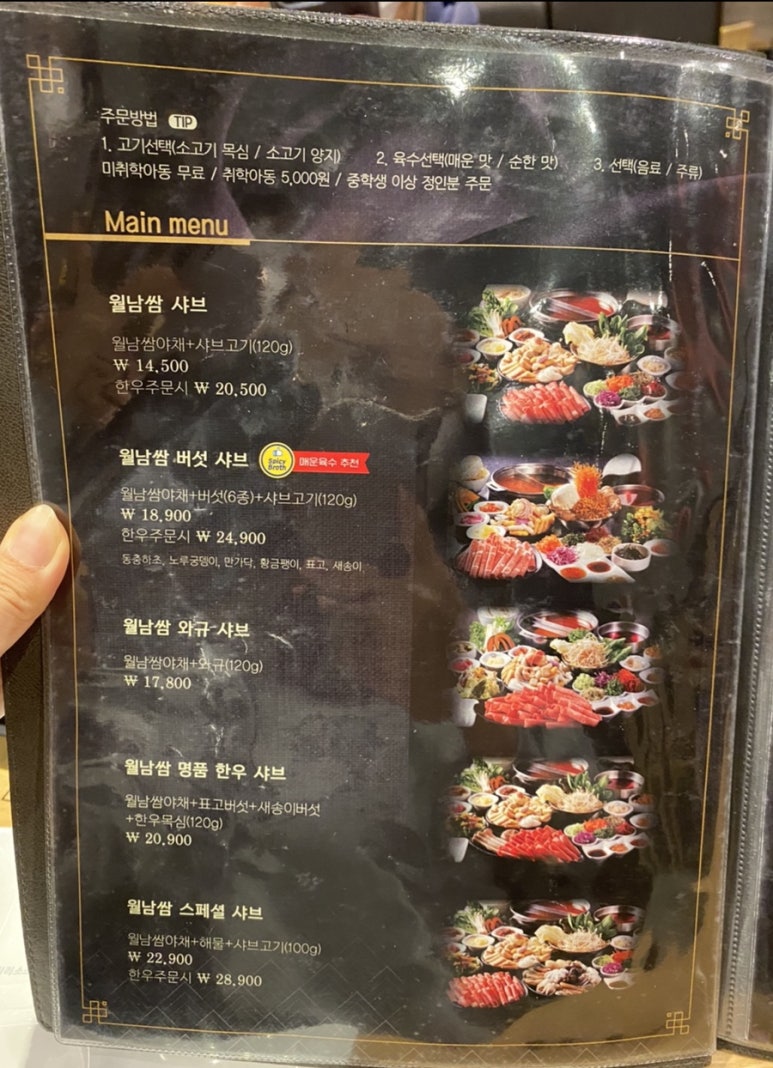 주문방법 TIP
1. 고기선택(소고기 목심 / 소고기 양지) 2. 육수선택(매운 맛 / 순한 맛) 3. 선택(음료 / 주류)
미취학아동 무료 / 취학아동 5,000원 / 중학생 이상 정인분 주문
Main menu
월남쌈 샤브
월남쌈야채+샤브고기(120g)
₩ 14,500
한우주문시 ₩ 20,500
월남쌈 버섯 샤브 Spicy Broth 매운육수 추천
월남쌈야채+버섯(6종)+샤브고기(120g)
₩ 18,900
한우주문시 ₩ 24,900
동충하초, 노루궁뎅이, 만가닥, 황금팽이, 표고, 새송이
월남쌈 와규 샤브
월남쌈야채+와규(120g)
₩ 17,800
월남쌈 명품 한우 샤브
월남쌈야채+표고버섯+새송이버섯
+한우목심(120g)
₩ 20,900
월남쌈 스페셜 샤브
월남쌈야채+해물+샤브고기(100g)
₩ 22,900
한우주문시 ₩ 28,900